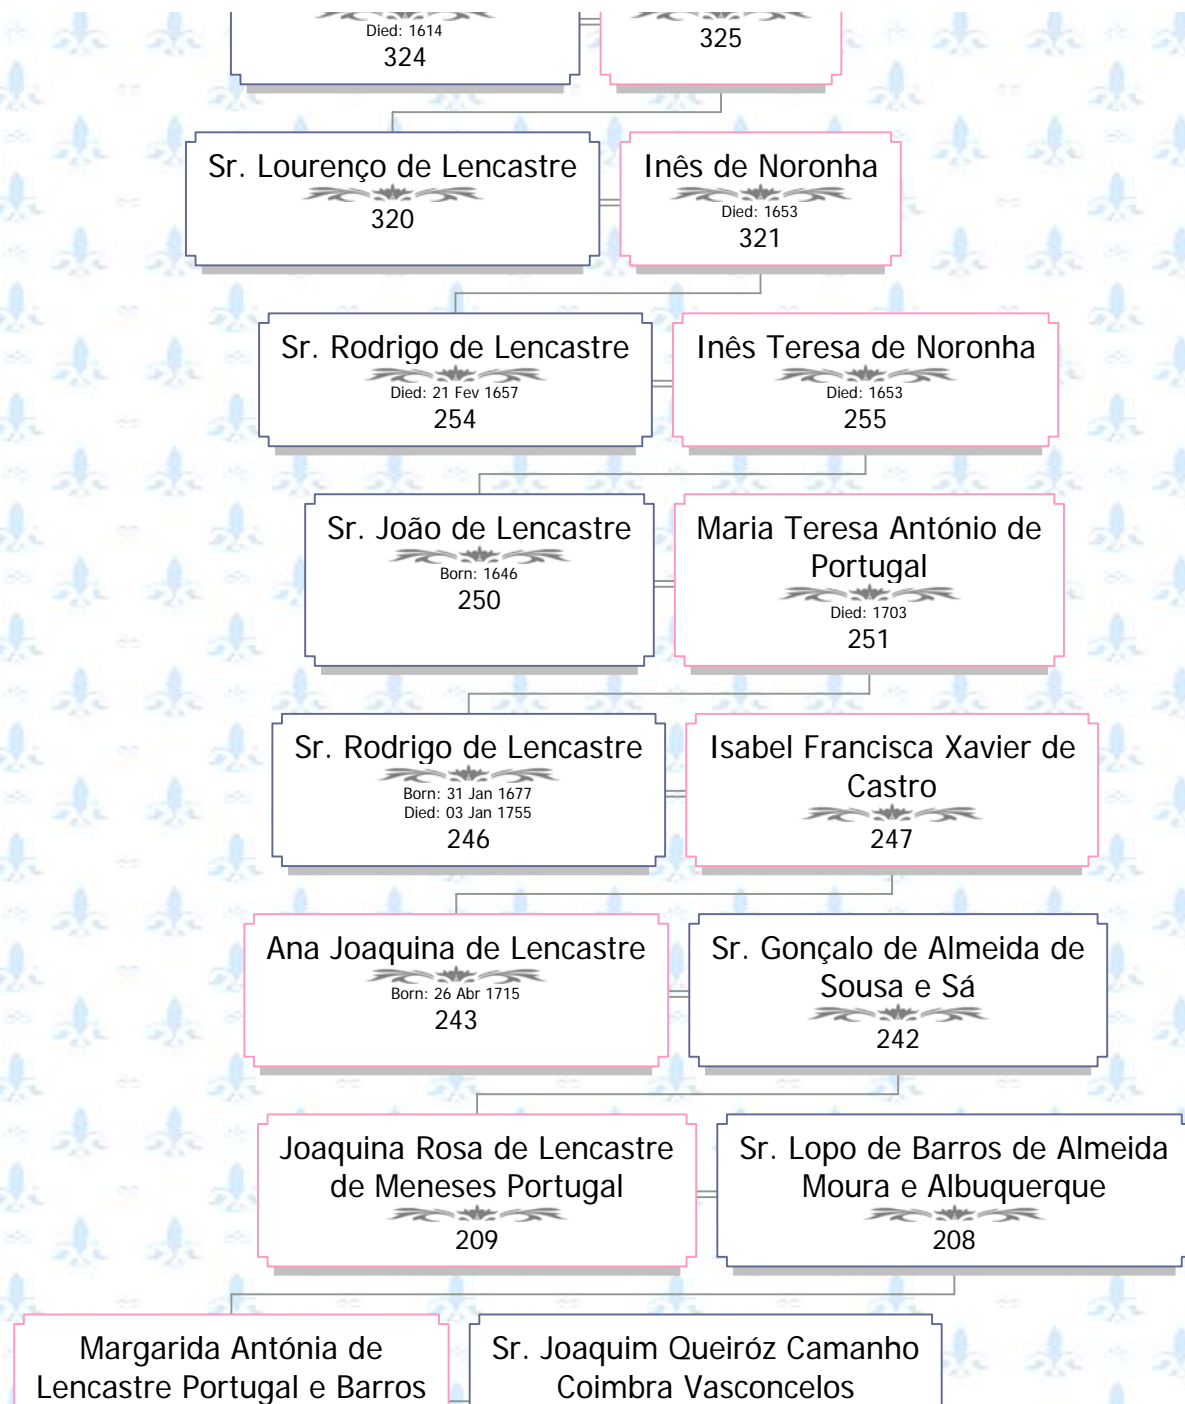 Died: 1614
324
325
Sr. Lourenço de Lencastre
320
Inês de Noronha
Died: 1653
321
Sr. Rodrigo de Lencastre
Died: 21 Fev 1657
254
Inês Teresa de Noronha
Died: 1653
255
Sr. João de Lencastre
Born: 1646
250
Maria Teresa António de
Portugal
Died: 1703
251
Sr. Rodrigo de Lencastre
Born: 31 Jan 1677
Died: 03 Jan 1755
246
Isabel Francisca Xavier de
Castro
247
Ana Joaquina de Lencastre
Born: 26 Abr 1715
243
Sr. Gonçalo de Almeida de
Sousa e Sá
242
Joaquina Rosa de Lencastre
de Meneses Portugal
209
Sr. Lopo de Barros de Almeida
Moura e Albuquerque
208
Margarida Antónia de
Lencastre Portugal e Barros
Sr. Joaquim Queiróz Camanho
Coimbra Vasconcelos